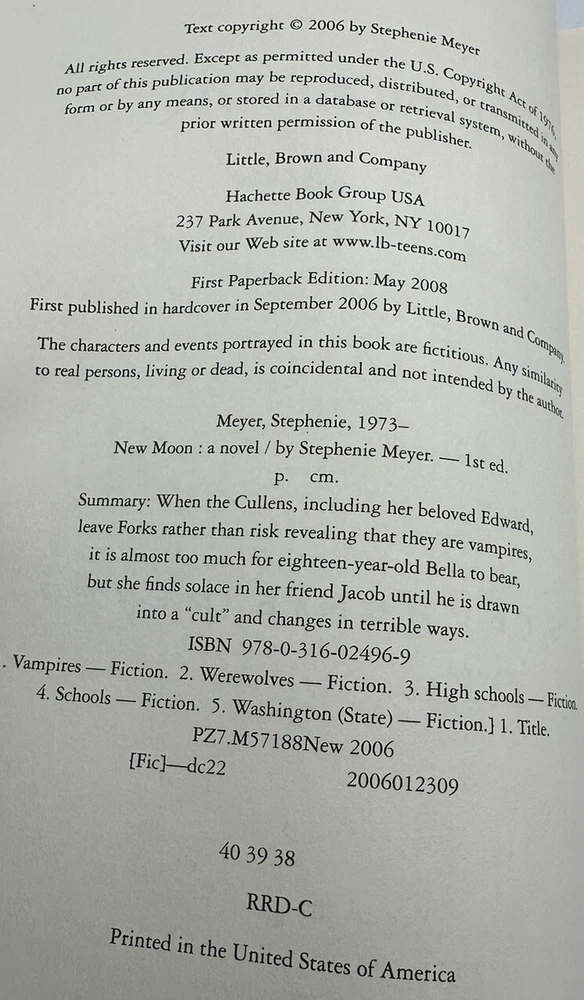 Text copyright © 2006 by Stephenie Meyer
All rights reserved. Except as permitted under the U.S. Copyright Act of 1976,
no part of this publication may be reproduced, distributed, or transmitted in any
form or by any means, or stored in a database or retrieval system, without the
prior written permission of the publisher.
Little, Brown and Company
Hachette Book Group USA
237 Park Avenue, New York, NY 10017
Visit our Web site at www.lb-teens.com
First Paperback Edition: May 2008
First published in hardcover in September 2006 by Little, Brown and Company.
The characters and events portrayed in this book are fictitious. Any similarity
to real persons, living or dead, is coincidental and not intended by the author.
Meyer, Stephenie, 1973–
New Moon : a novel / by Stephenie Meyer. — 1st ed.
p. cm.
Summary: When the Cullens, including her beloved Edward,
leave Forks rather than risk revealing that they are vampires,
it is almost too much for eighteen-year-old Bella to bear,
but she finds solace in her friend Jacob until he is drawn
into a “cult” and changes in terrible ways.
ISBN 978-0-316-02496-9
. Vampires — Fiction. 2. Werewolves — Fiction. 3. High schools — Fiction.
4. Schools — Fiction. 5. Washington (State) — Fiction.] 1. Title.
PZ7.M57188New 2006
[Fic]—dc22 2006012309
40 39 38
RRD-C
Printed in the United States of America